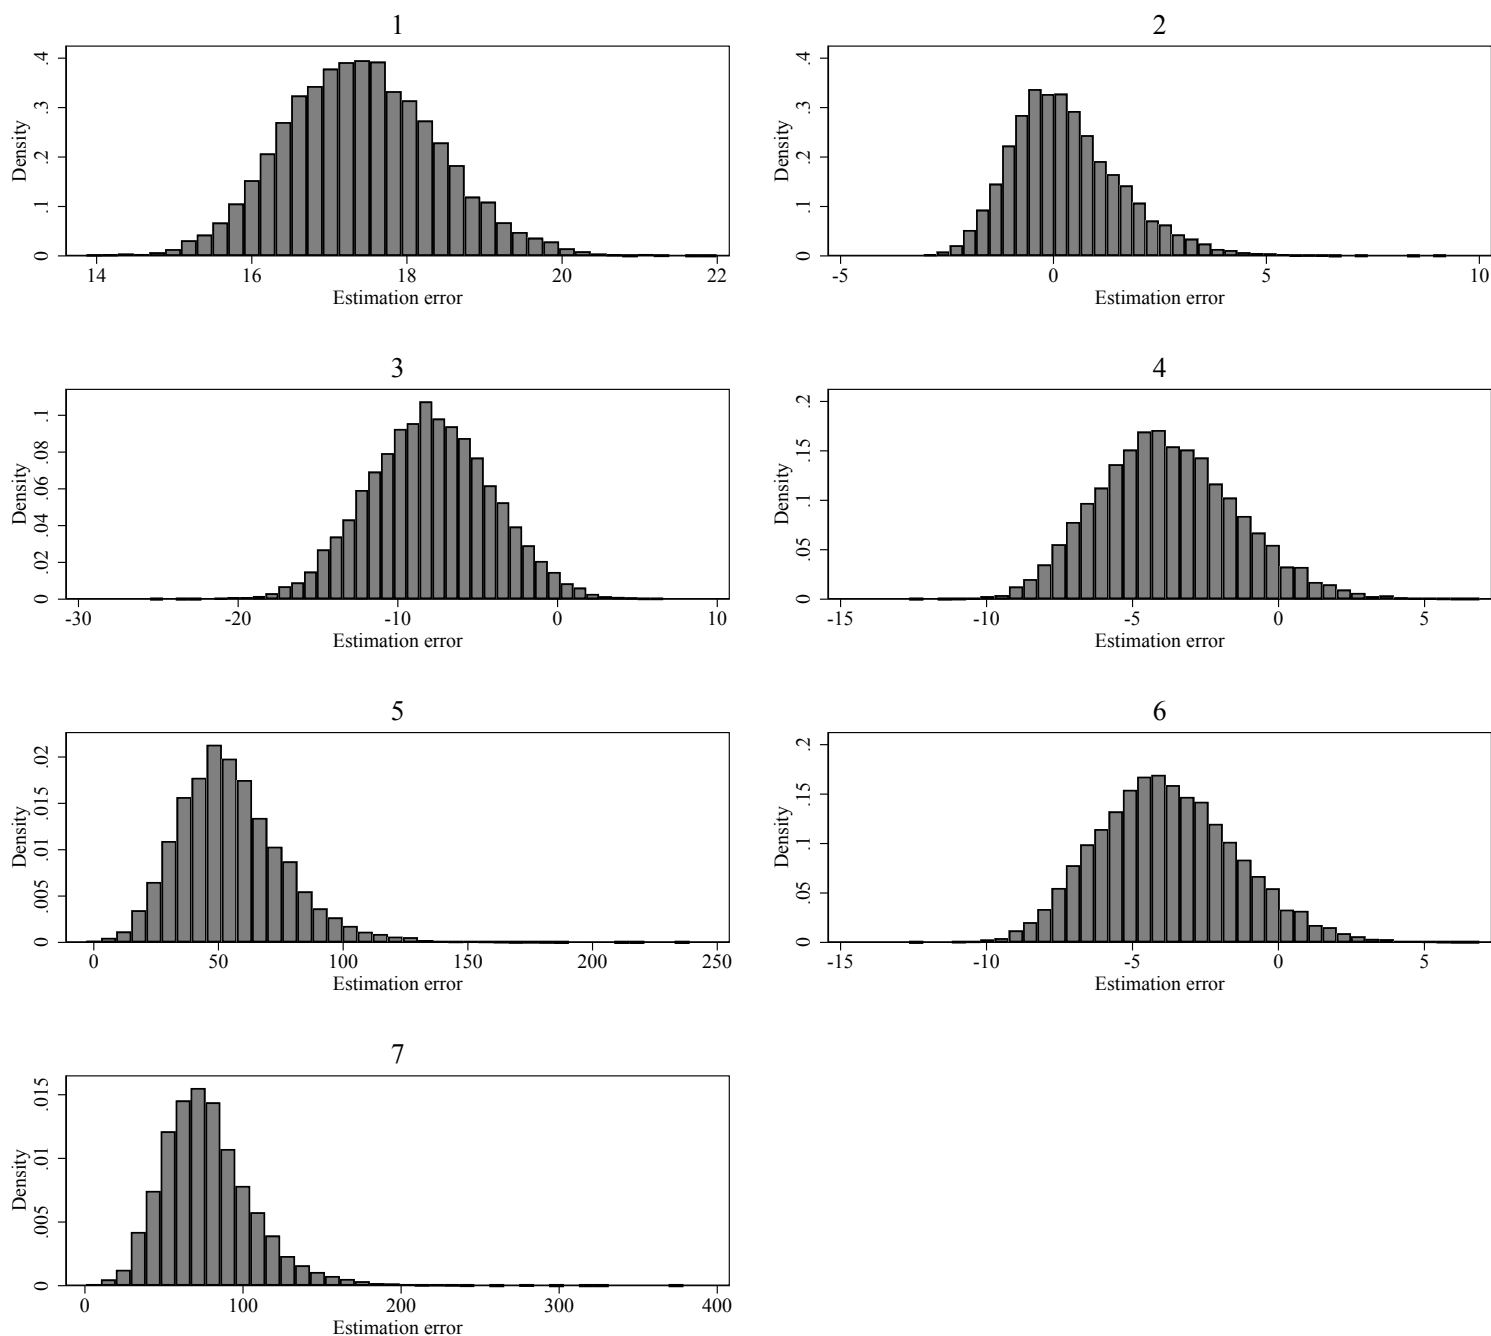 1
.4
.3
.2
.1
0
Density
14 16 18 20 22
Estimation error
2
.4
.3
.2
.1
0
Density
-5 0 5 10
Estimation error
3
.1
.08
.06
.04
.02
0
Density
-30 -20 -10 0 10
Estimation error
4
.2
.15
.1
.05
0
Density
-15 -10 -5 0 5
Estimation error
5
.02
.015
.01
.005
0
Density
0 50 100 150 200 250
Estimation error
6
.2
.15
.1
.05
0
Density
-15 -10 -5 0 5
Estimation error
7
.015
.01
.005
0
Density
0 100 200 300 400
Estimation error